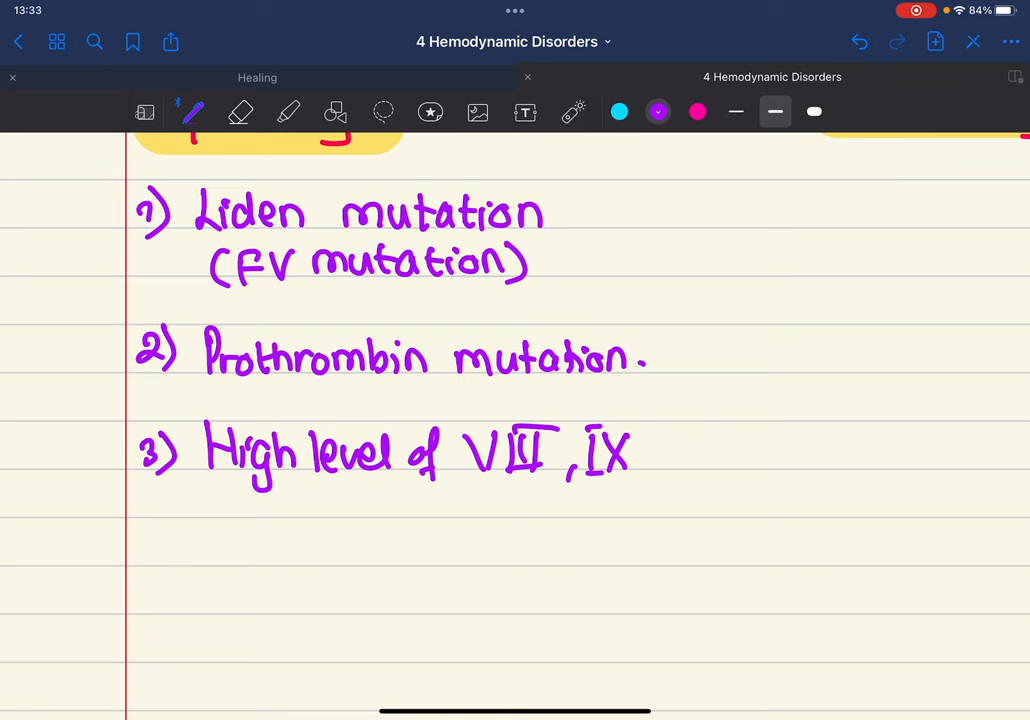 13:33
84%
4 Hemodynamic Disorders
Healing
4 Hemodynamic Disorders
1) Liden mutation
(FV mutation)
2) Prothrombin mutation.
3) High level of VIII, IX